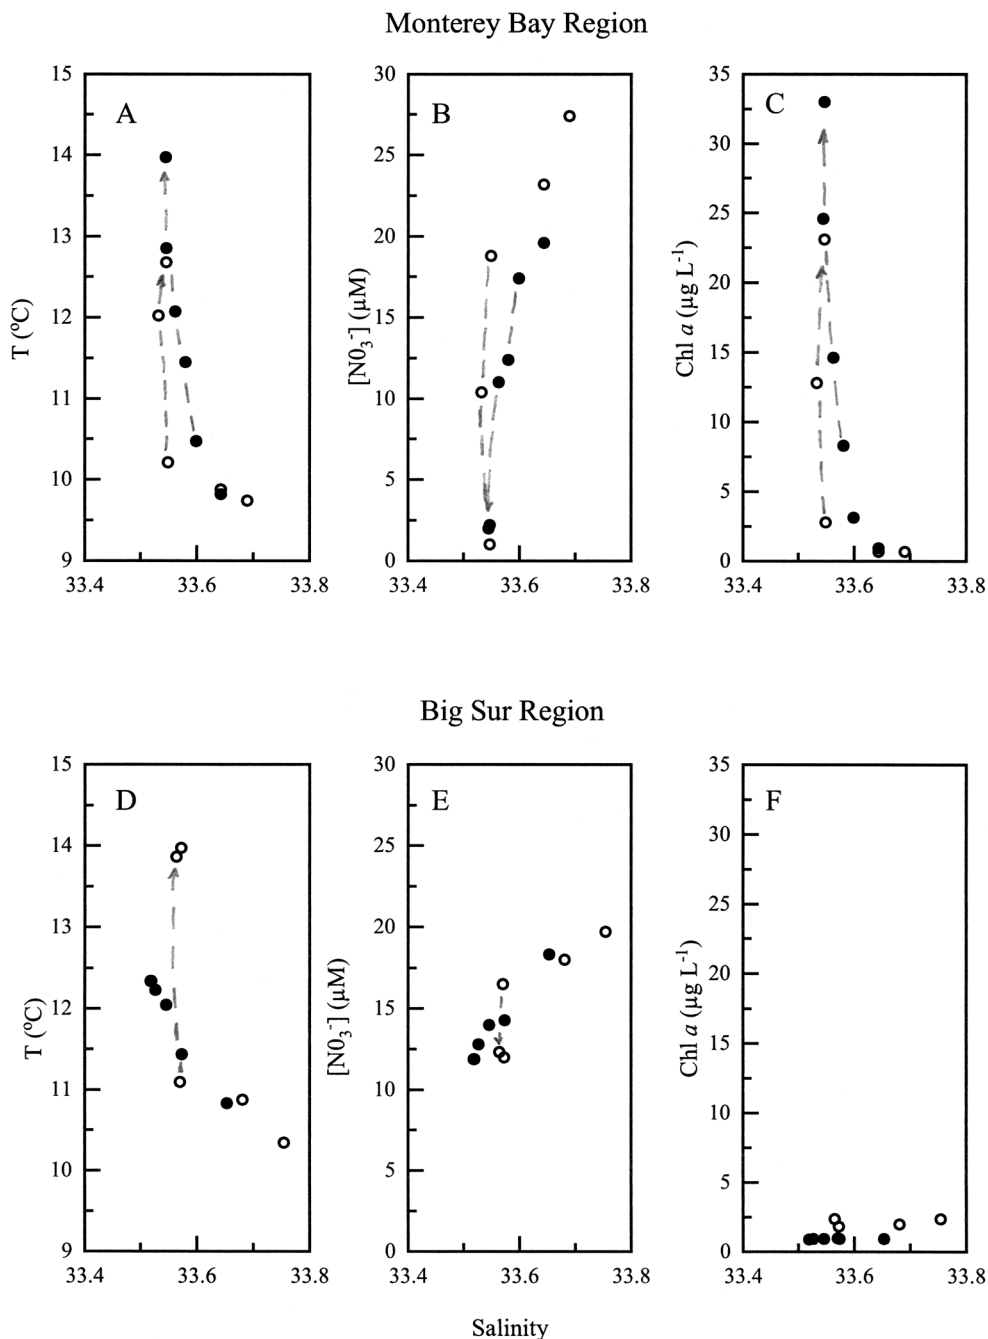 Monterey Bay Region
A
15
14
13
12
11
10
9
T (ºC)
33.4 33.6 33.8
B
30
25
20
15
10
5
0
[N0₃⁻] (µM)
33.4 33.6 33.8
C
35
30
25
20
15
10
5
0
Chl a (µg L⁻¹)
33.4 33.6 33.8
Big Sur Region
D
15
14
13
12
11
10
9
T (ºC)
33.4 33.6 33.8
E
30
25
20
15
10
5
0
[N0₃⁻] (µM)
33.4 33.6 33.8
F
35
30
25
20
15
10
5
0
Chl a (µg L⁻¹)
33.4 33.6 33.8
Salinity